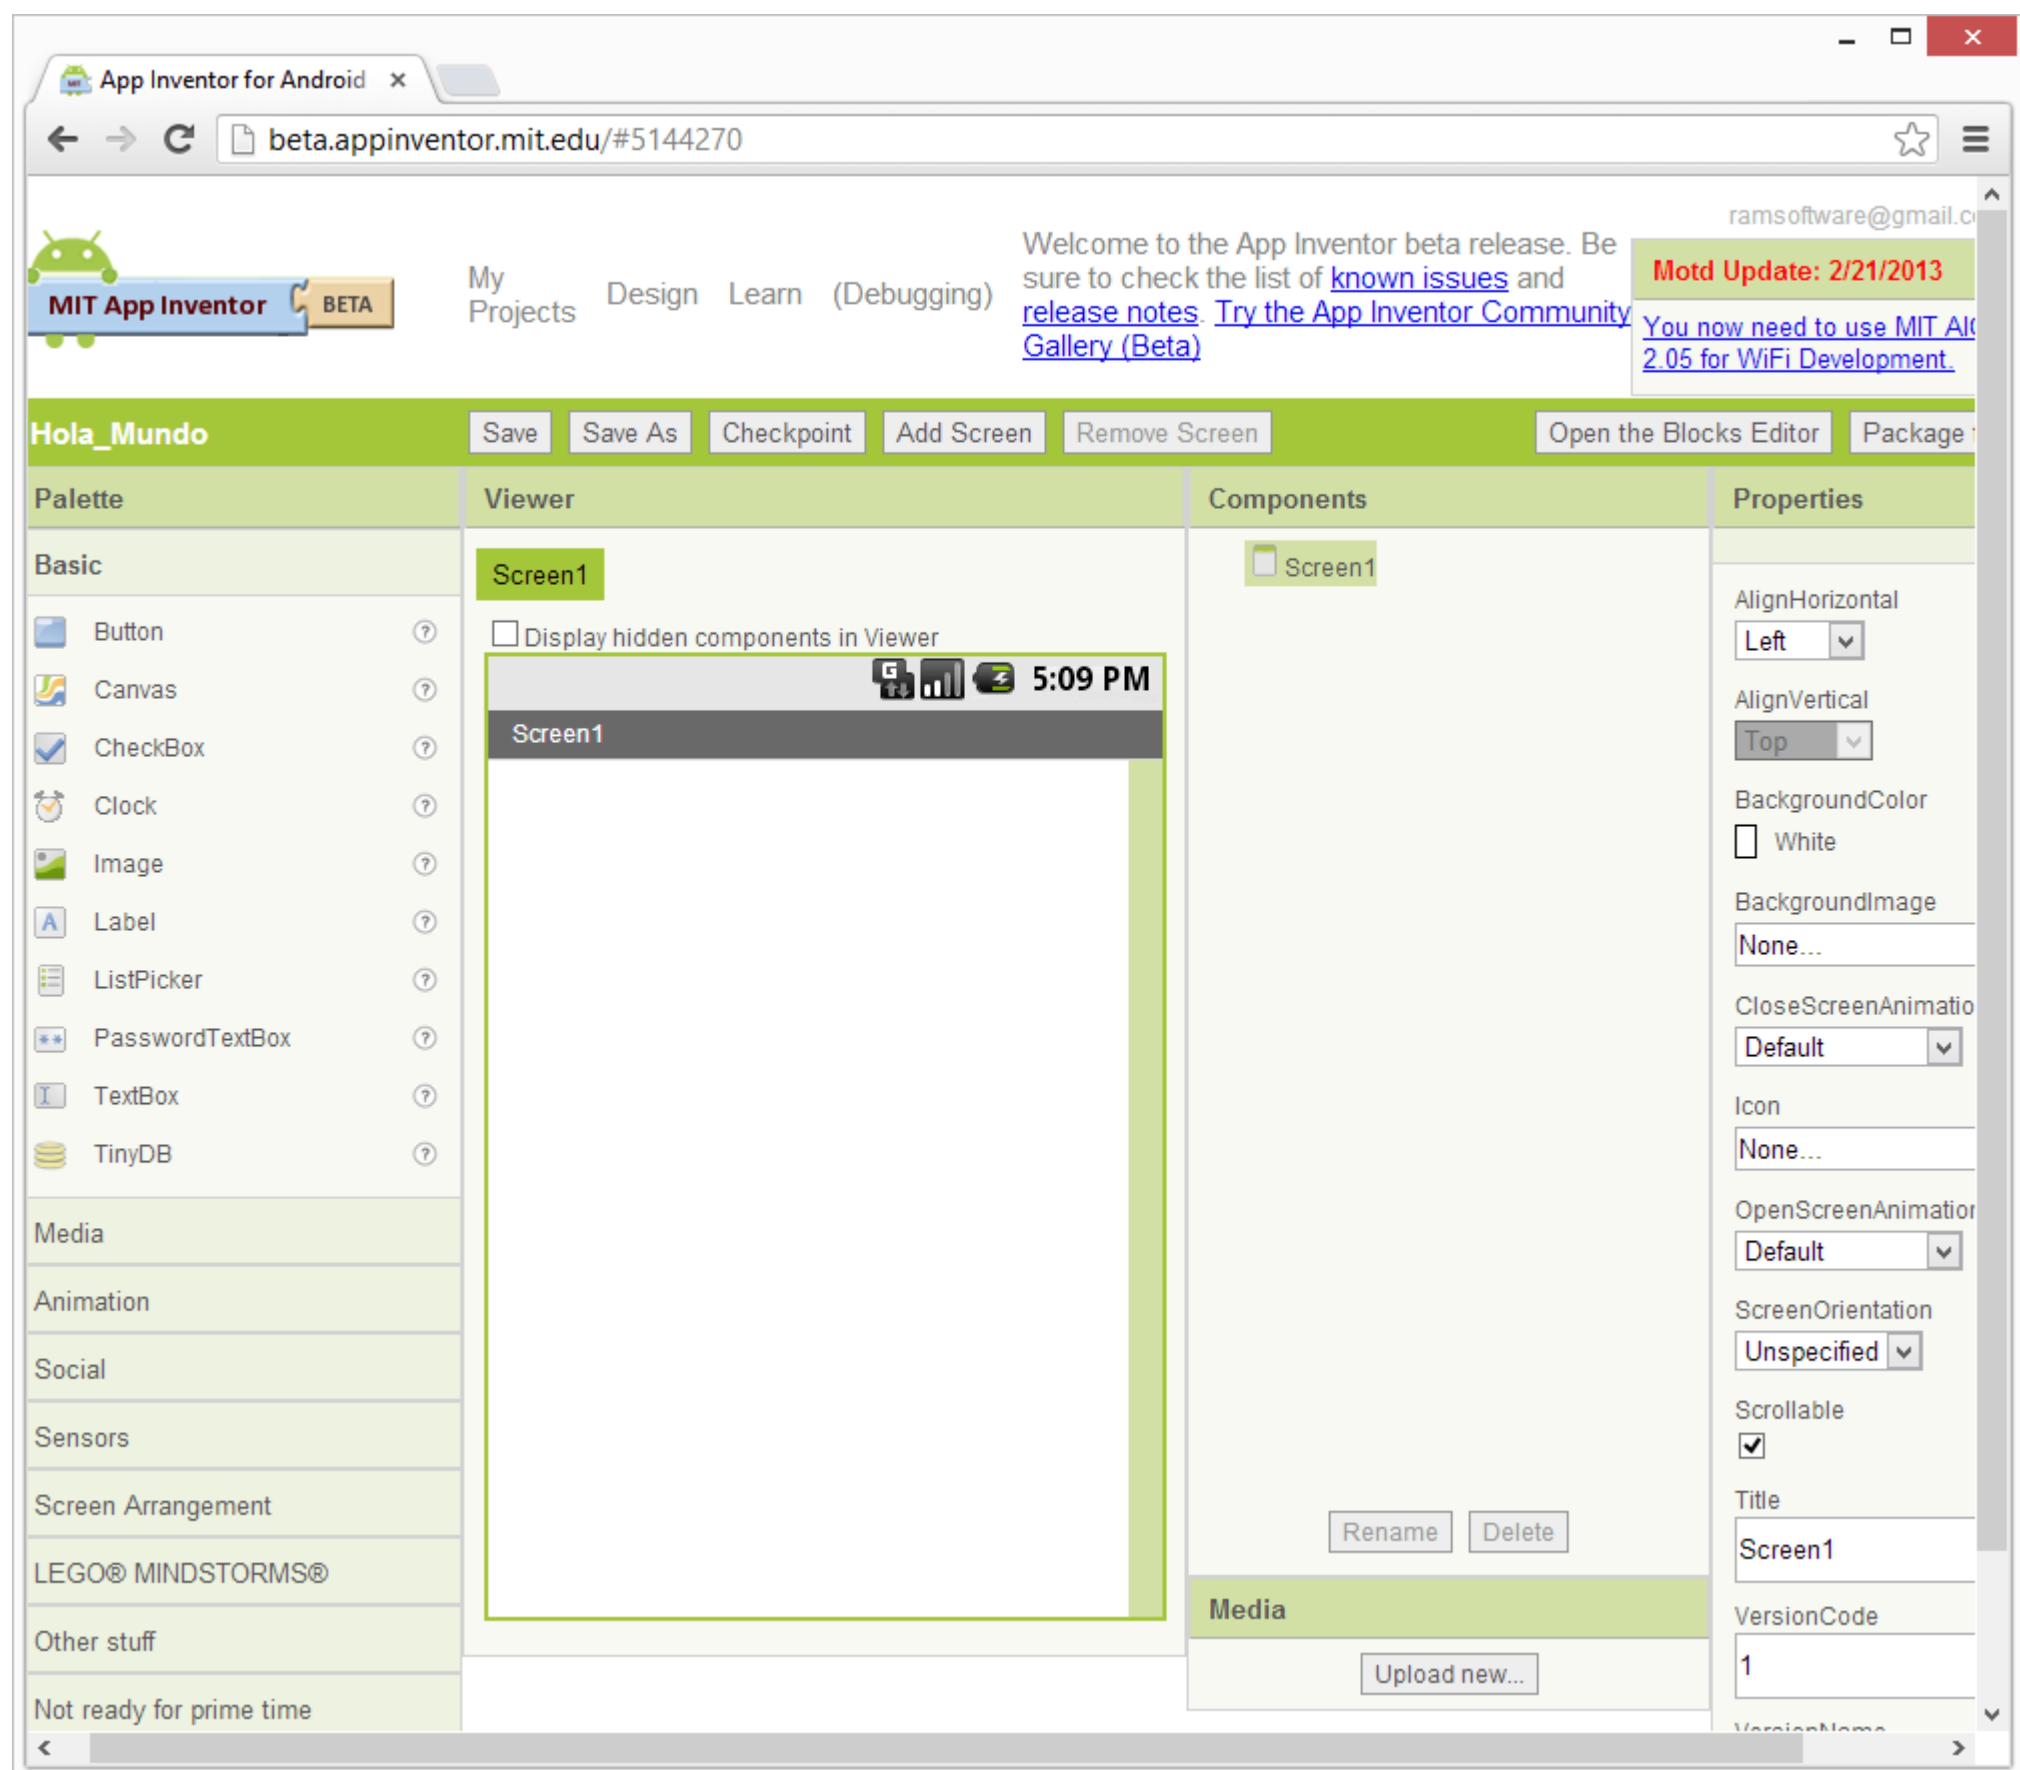 App Inventor for Android
beta.appinventor.mit.edu/#5144270
ramsoftware@gmail.c
MIT App Inventor BETA
My Projects
Design
Learn
(Debugging)
Welcome to the App Inventor beta release. Be
sure to check the list of known issues and
release notes. Try the App Inventor Community
Gallery (Beta)
Motd Update: 2/21/2013
You now need to use MIT AI
2.05 for WiFi Development.
Hola_Mundo
Save
Save As
Checkpoint
Add Screen
Remove Screen
Open the Blocks Editor
Package
Palette
Basic
Button ?
Canvas ?
CheckBox ?
Clock ?
Image ?
Label ?
ListPicker ?
PasswordTextBox ?
TextBox ?
TinyDB ?
Media
Animation
Social
Sensors
Screen Arrangement
LEGO® MINDSTORMS®
Other stuff
Not ready for prime time
Viewer
Screen1
Display hidden components in Viewer
5:09 PM
Screen1
Components
Screen1
Rename
Delete
Media
Upload new...
Properties
AlignHorizontal
Left
AlignVertical
Top
BackgroundColor
White
BackgroundImage
None...
CloseScreenAnimatio
Default
Icon
None...
OpenScreenAnimation
Default
ScreenOrientation
Unspecified
Scrollable
Title
Screen1
VersionCode
1
VersionName